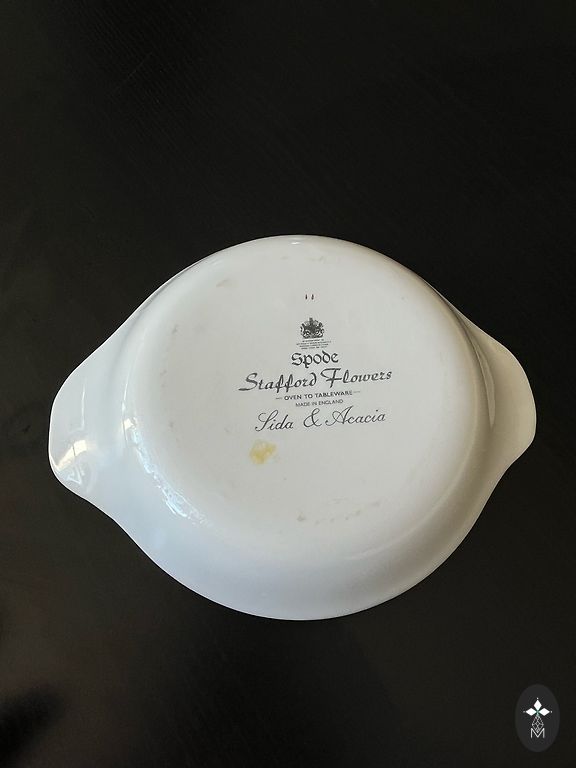 Spode
Stafford Flowers
OVEN TO TABLEWARE
MADE IN ENGLAND
Sida & Acacia
M